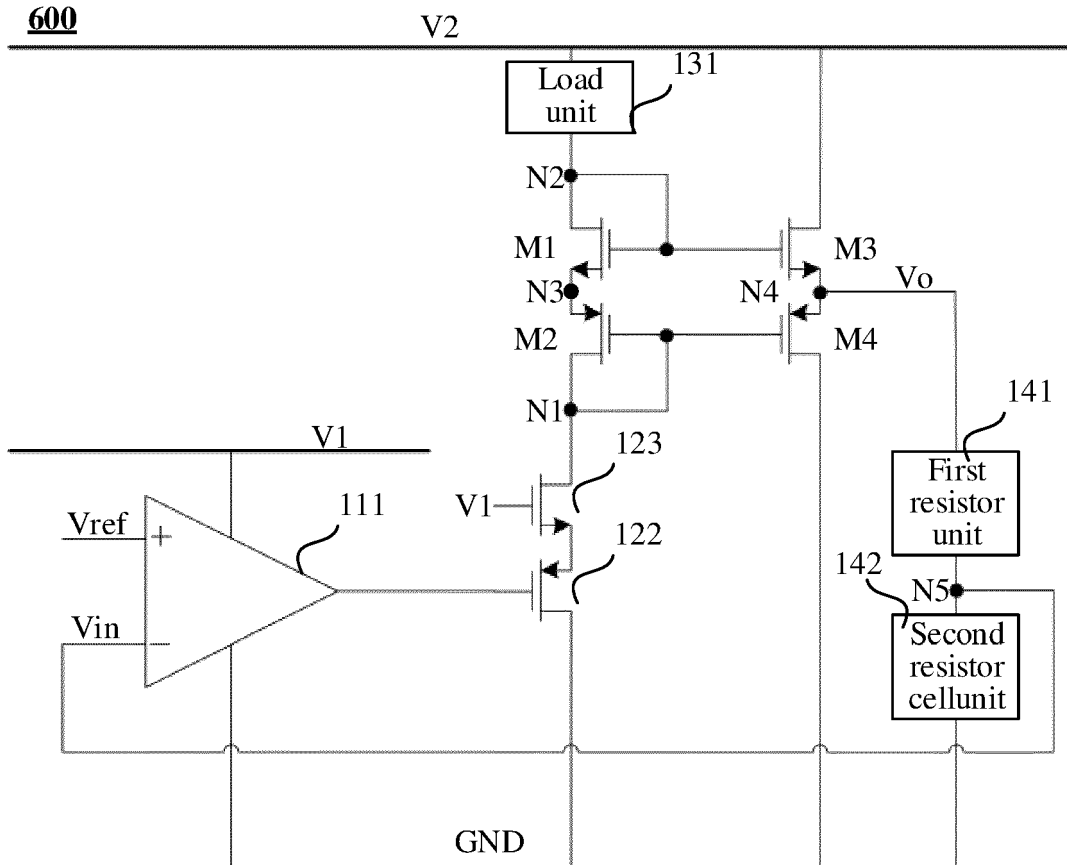 600
V2
Load
unit
131
N2
M1
M3
N3
N4
Vo
M2
M4
N1
141
V1
123
First
resistor
unit
V1
Vref
+
111
122
142
N5
Vin
−
Second
resistor
cellunit
GND